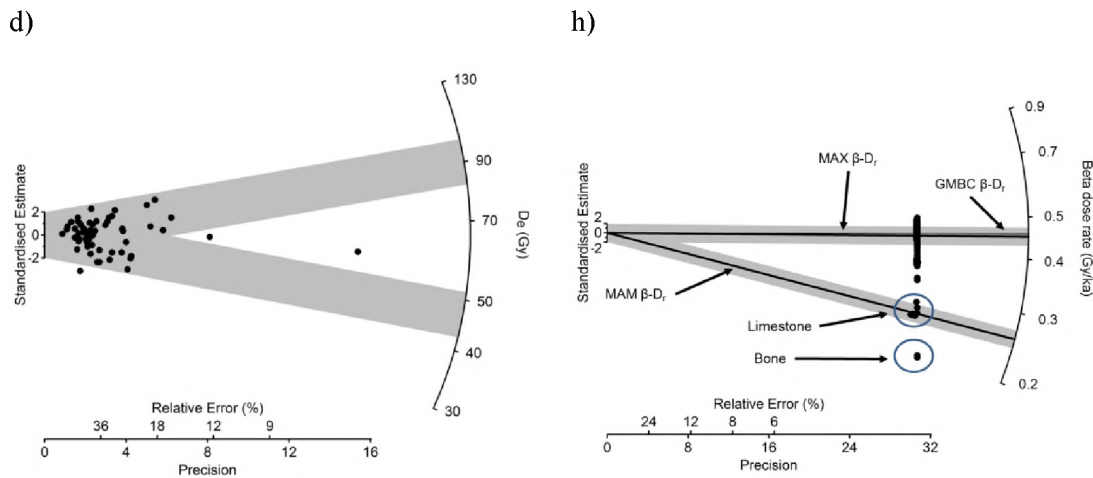 d)
130
90
70
50
40
30
De (Gy)
Standardised Estimate
2
0
-2
Relative Error (%)
36 18 12 9
0 4 8 12 16
Precision
h)
0.9
0.7
0.5
0.4
0.3
0.2
Beta dose rate (Gy/ka)
MAX β-Dr
GMBC β-Dr
Standardised Estimate
2
0
-2
MAM β-Dr
Limestone
Bone
Relative Error (%)
24 12 8 6
0 8 16 24 32
Precision